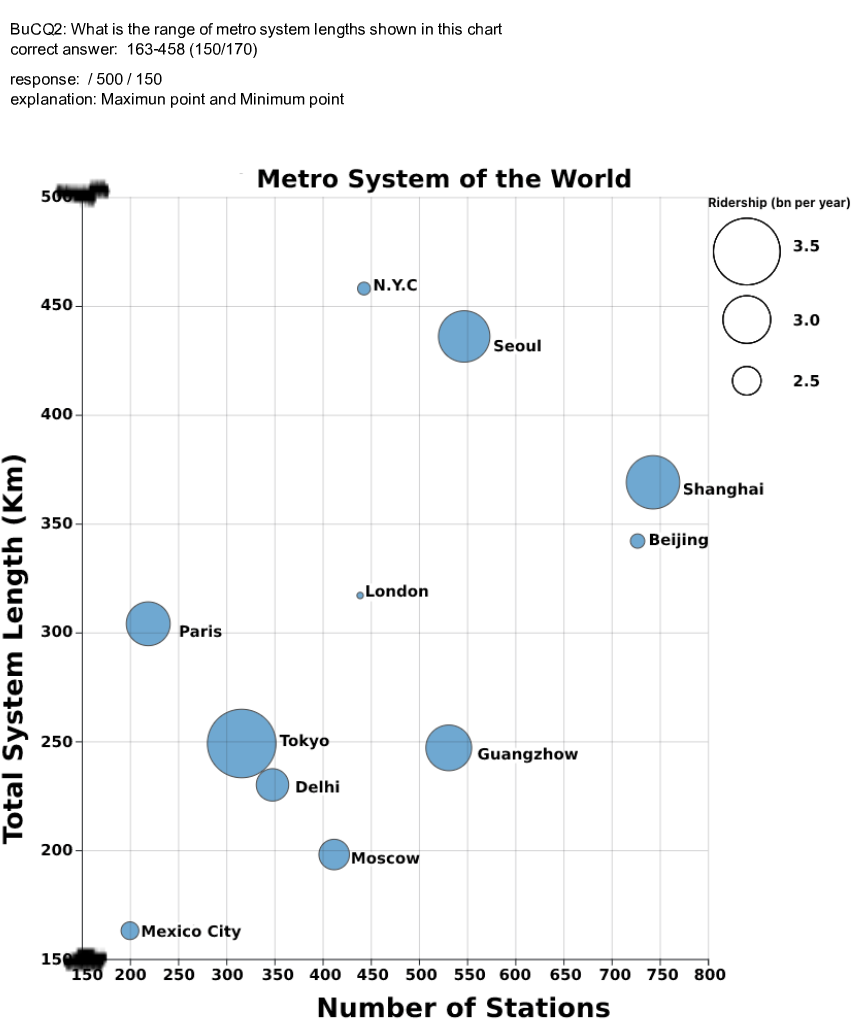 BuCQ2: What is the range of metro system lengths shown in this chart
correct answer:  163-458 (150/170)
response:  / 500 / 150
explanation: Maximun point and Minimum point
Metro System of the World
Ridership (bn per year)
3.5
3.0
2.5
500
450
400
350
300
250
200
150
Total System Length (Km)
N.Y.C
Seoul
Shanghai
Beijing
London
Paris
Tokyo
Guangzhow
Delhi
Moscow
Mexico City
150 200 250 300 350 400 450 500 550 600 650 700 750 800
Number of Stations